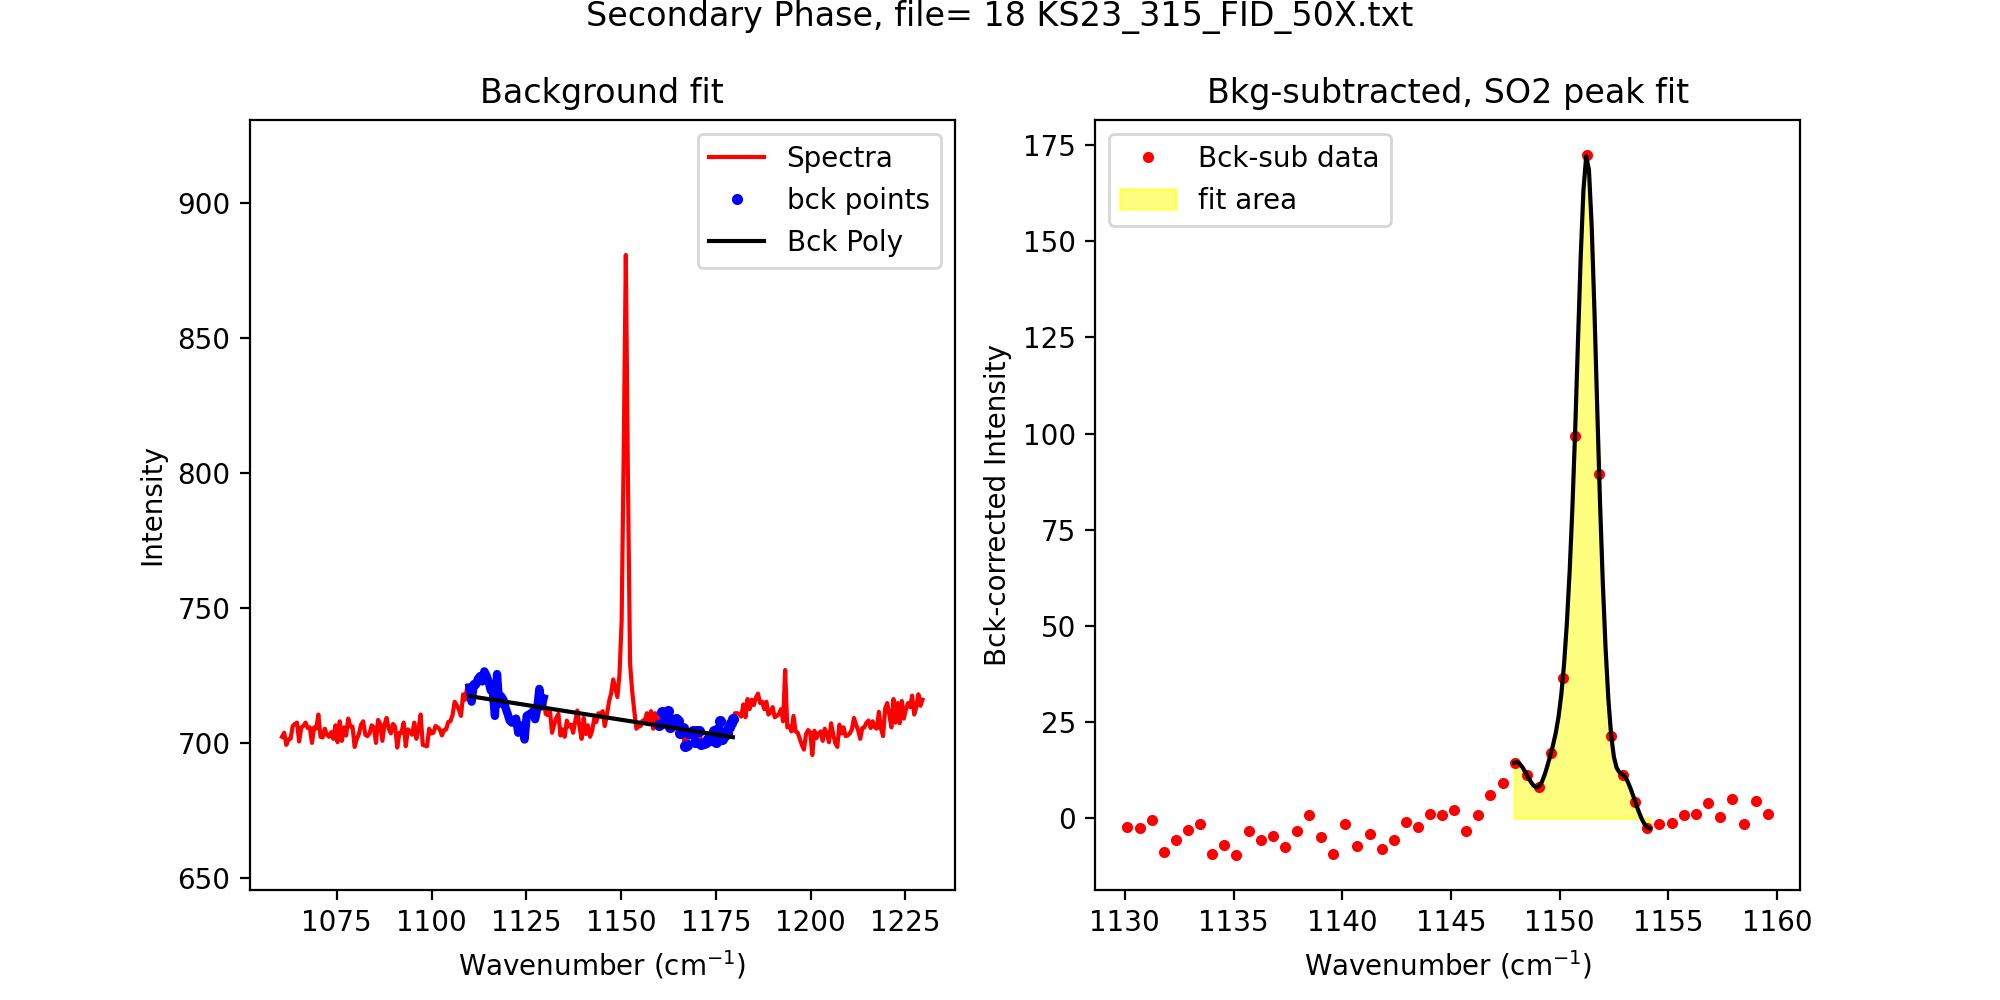 Secondary Phase, file= 18 KS23_315_FID_50X.txt
Background fit
Spectra
bck points
Bck Poly
900
850
800
750
700
650
Intensity
1075 1100 1125 1150 1175 1200 1225
Wavenumber (cm⁻¹)
Bkg-subtracted, SO2 peak fit
Bck-sub data
fit area
175
150
125
100
75
50
25
0
Bck-corrected Intensity
1130 1135 1140 1145 1150 1155 1160
Wavenumber (cm⁻¹)